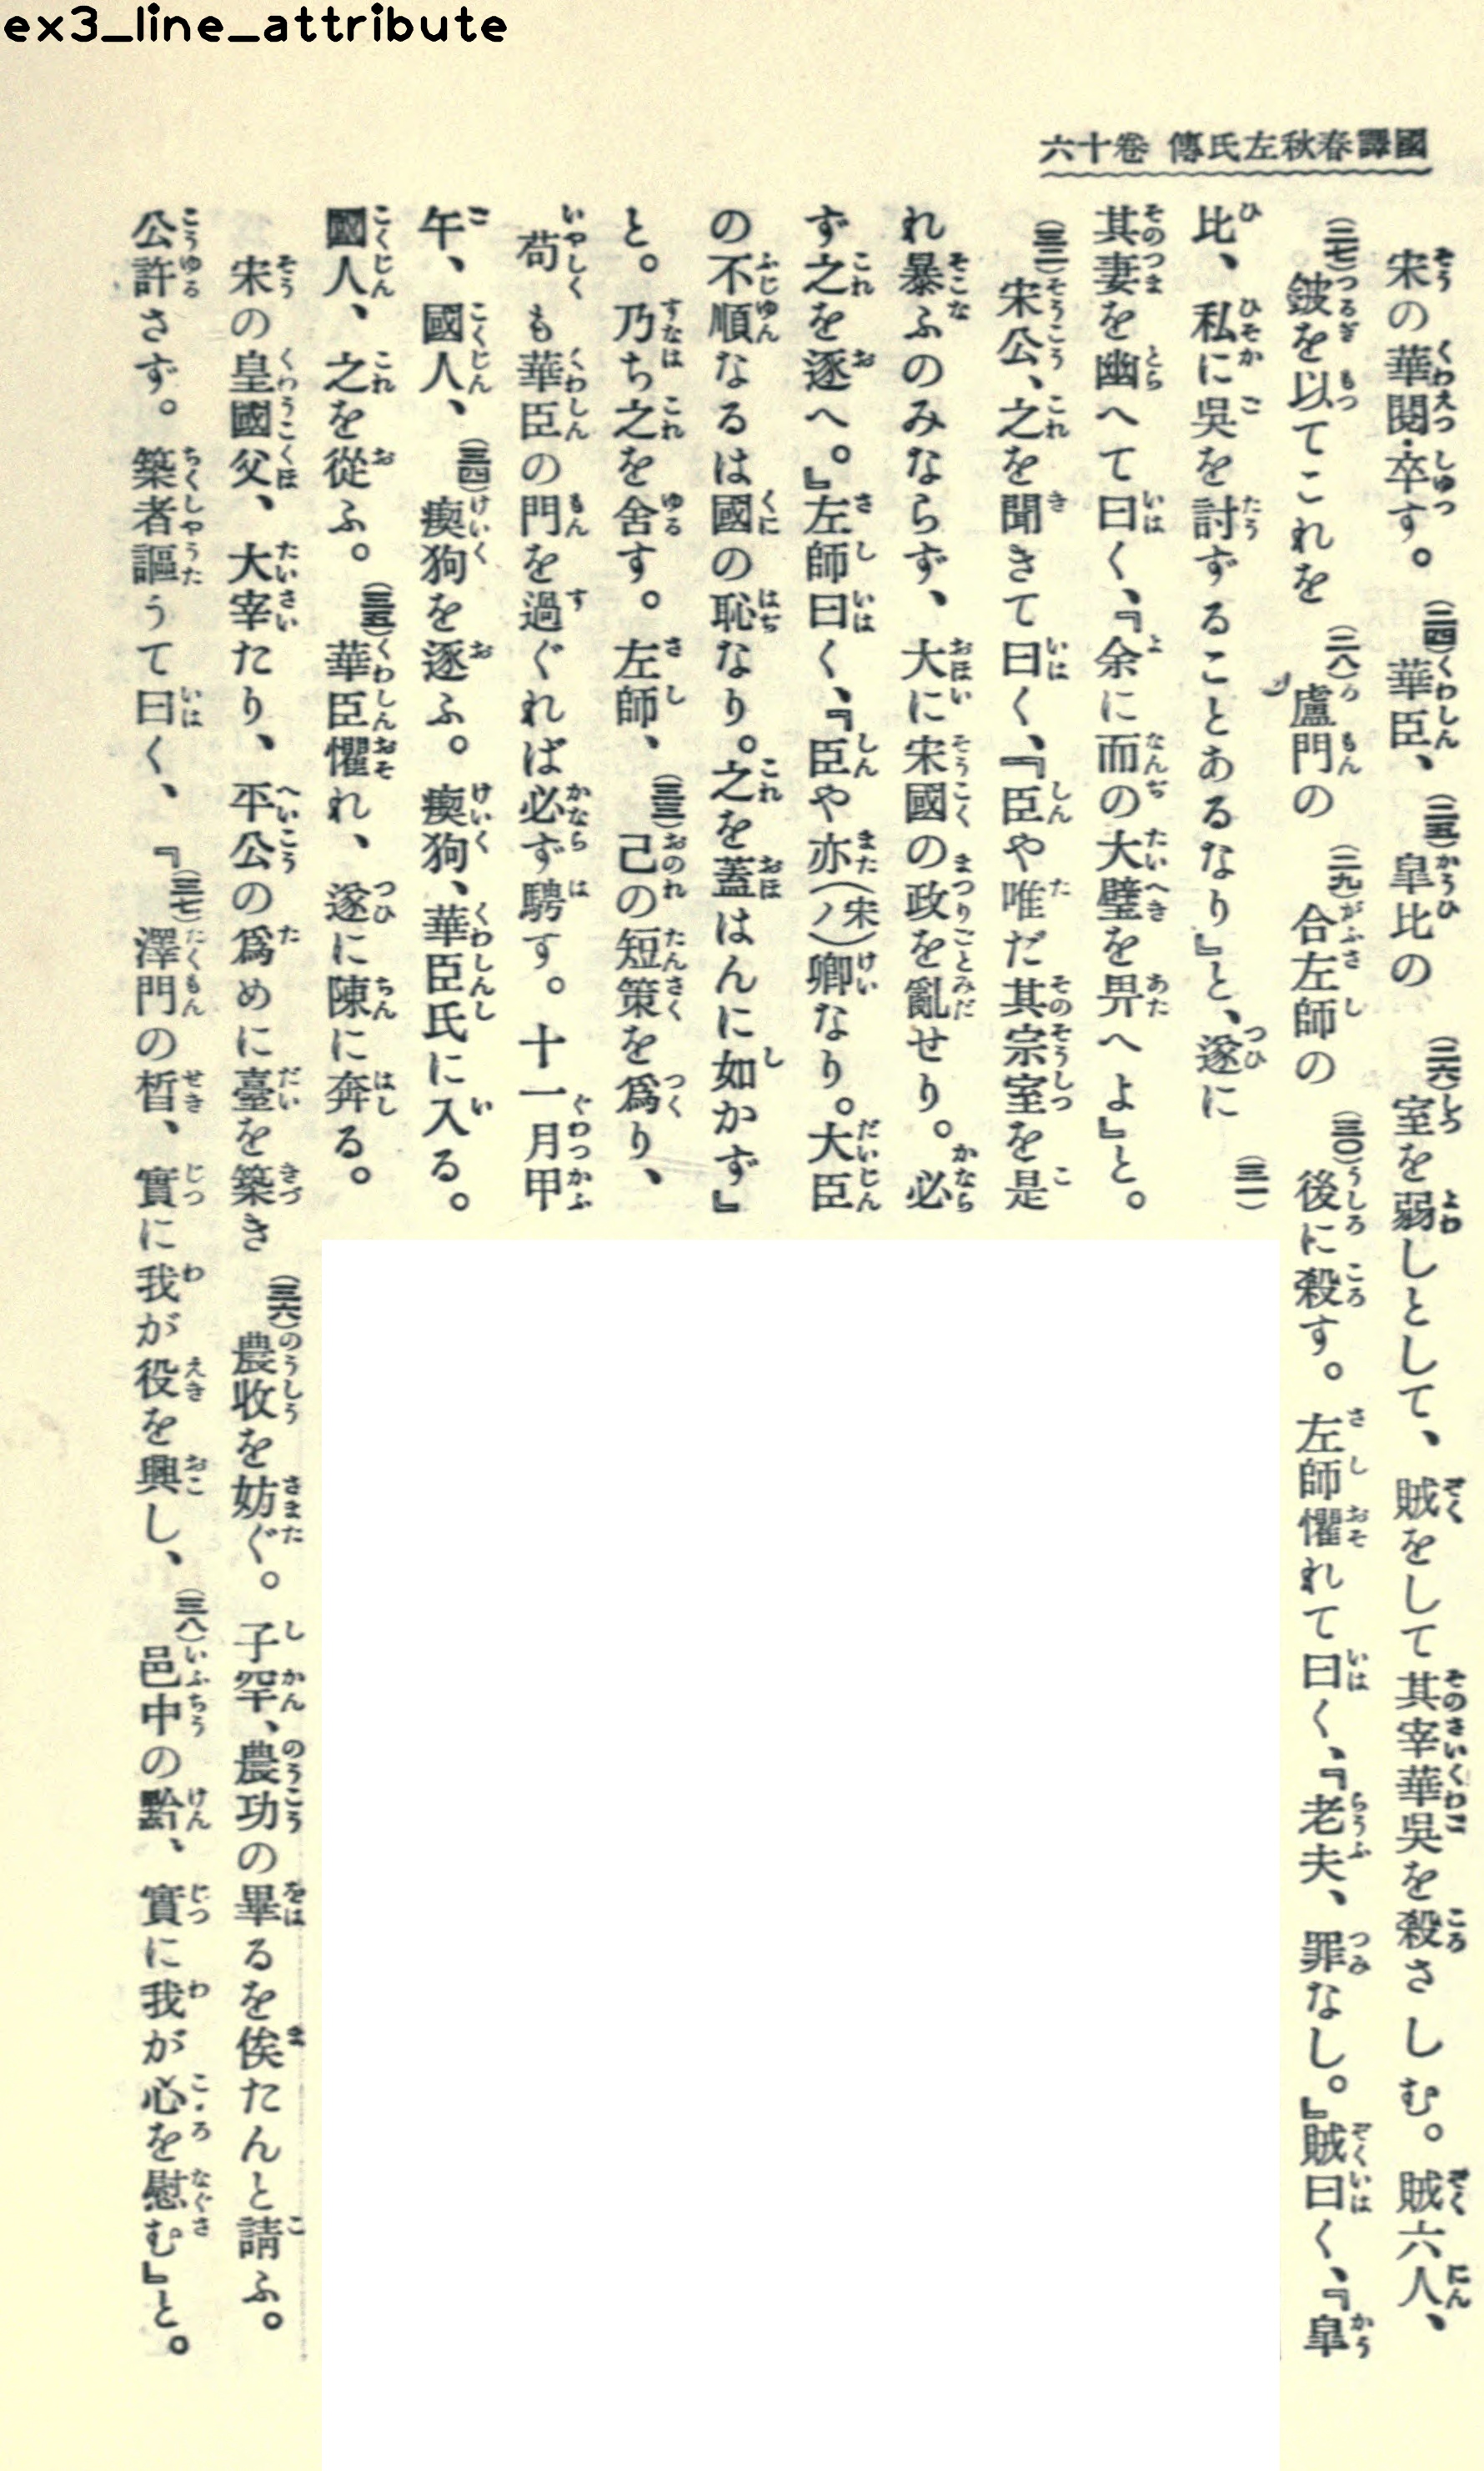 ex3_line_attribute
國譯春秋左氏傳 卷十六
宋の華閱・卒す。(二四)華臣、(二五)皐比の(二六)室を弱しとして、賊をして其宰華吳を殺さしむ。賊六人、
(二七)鈹を以てこれを(二八)盧門の(二九)合左師の(三〇)後に殺す。左師懼れて曰く、『老夫、罪なし。』賊曰く、『皐
比、私に吳を討ずることあるなり』と、遂に(三一)
其妻を幽へて曰く、『余に而の大璧を畀へよ』と。
(三二)宋公、之を聞きて曰く、『臣や唯だ其宗室を是
れ暴ふのみならず、大に宋國の政を亂せり。必
ず之を逐へ。』左師曰く、『臣や亦(宋ノ)卿なり。大臣
の不順なるは國の恥なり。之を蓋はんに如かず』
と。乃ち之を舍す。左師、(三三)己の短策を爲り、
苟も華臣の門を過ぐれば必ず騁す。十一月甲
午、國人、(三四)瘈狗を逐ふ。瘈狗、華臣氏に入る。
國人、之を從ふ。(三五)華臣懼れ、遂に陳に奔る。
宋の皇國父、大宰たり、平公の爲めに臺を築き(三六)農收を妨ぐ。子罕、農功の畢るを俟たんと請ふ。
公許さず。築者謳うて曰く、『(三七)澤門の晳、實に我が役を興し、(三八)邑中の黔、實に我が心を慰む』と。